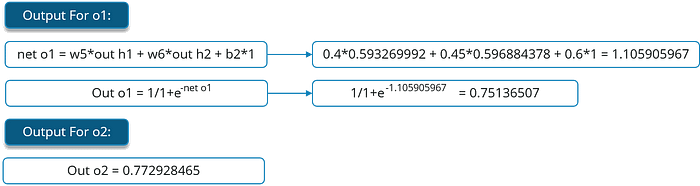 Output For o1:
net o1 = w5*out h1 + w6*out h2 + b2*1
0.4*0.593269992 + 0.45*0.596884378 + 0.6*1 = 1.105905967
Out o1 = 1/1+e-net o1
1/1+e-1.105905967 = 0.75136507
Output For o2:
Out o2 = 0.772928465